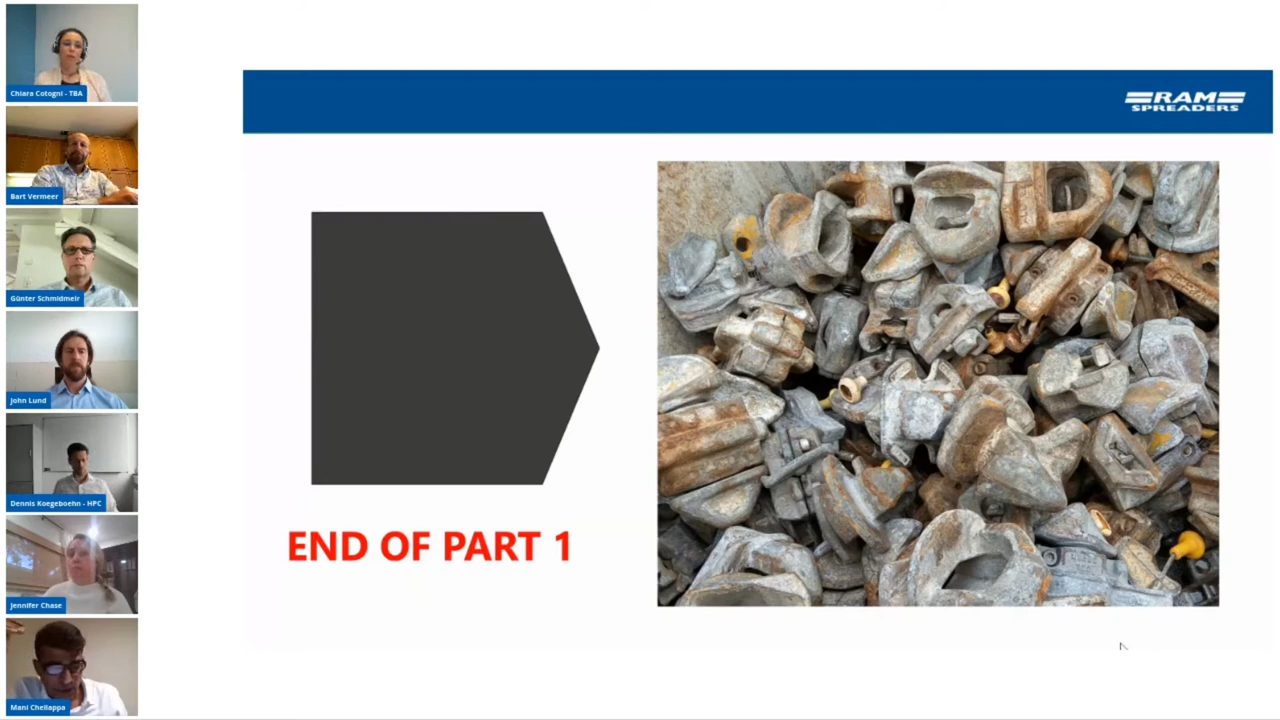 Chiara Cotogni - TBA
Bart Vermeer
Günter Schmidmeir
John Lund
Dennis Koegeboehn - HPC
Jennifer Chase
Mani Chellappa
RAM
SPREADERS
END OF PART 1